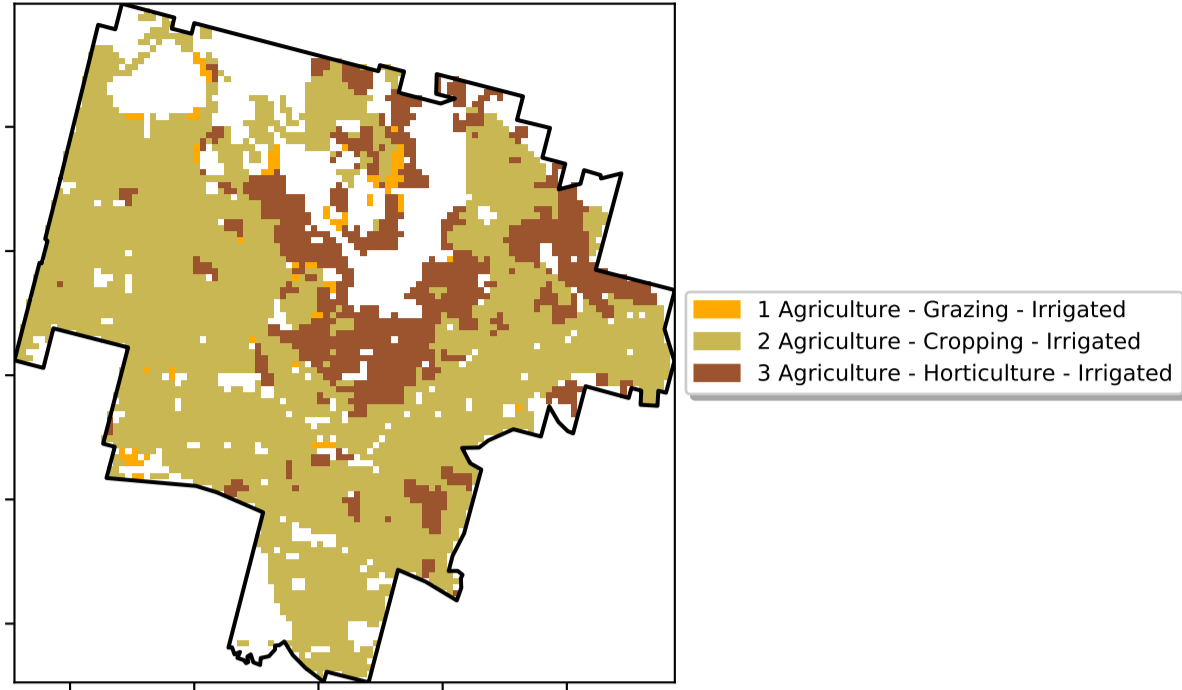 1 Agriculture - Grazing - Irrigated
2 Agriculture - Cropping - Irrigated
3 Agriculture - Horticulture - Irrigated